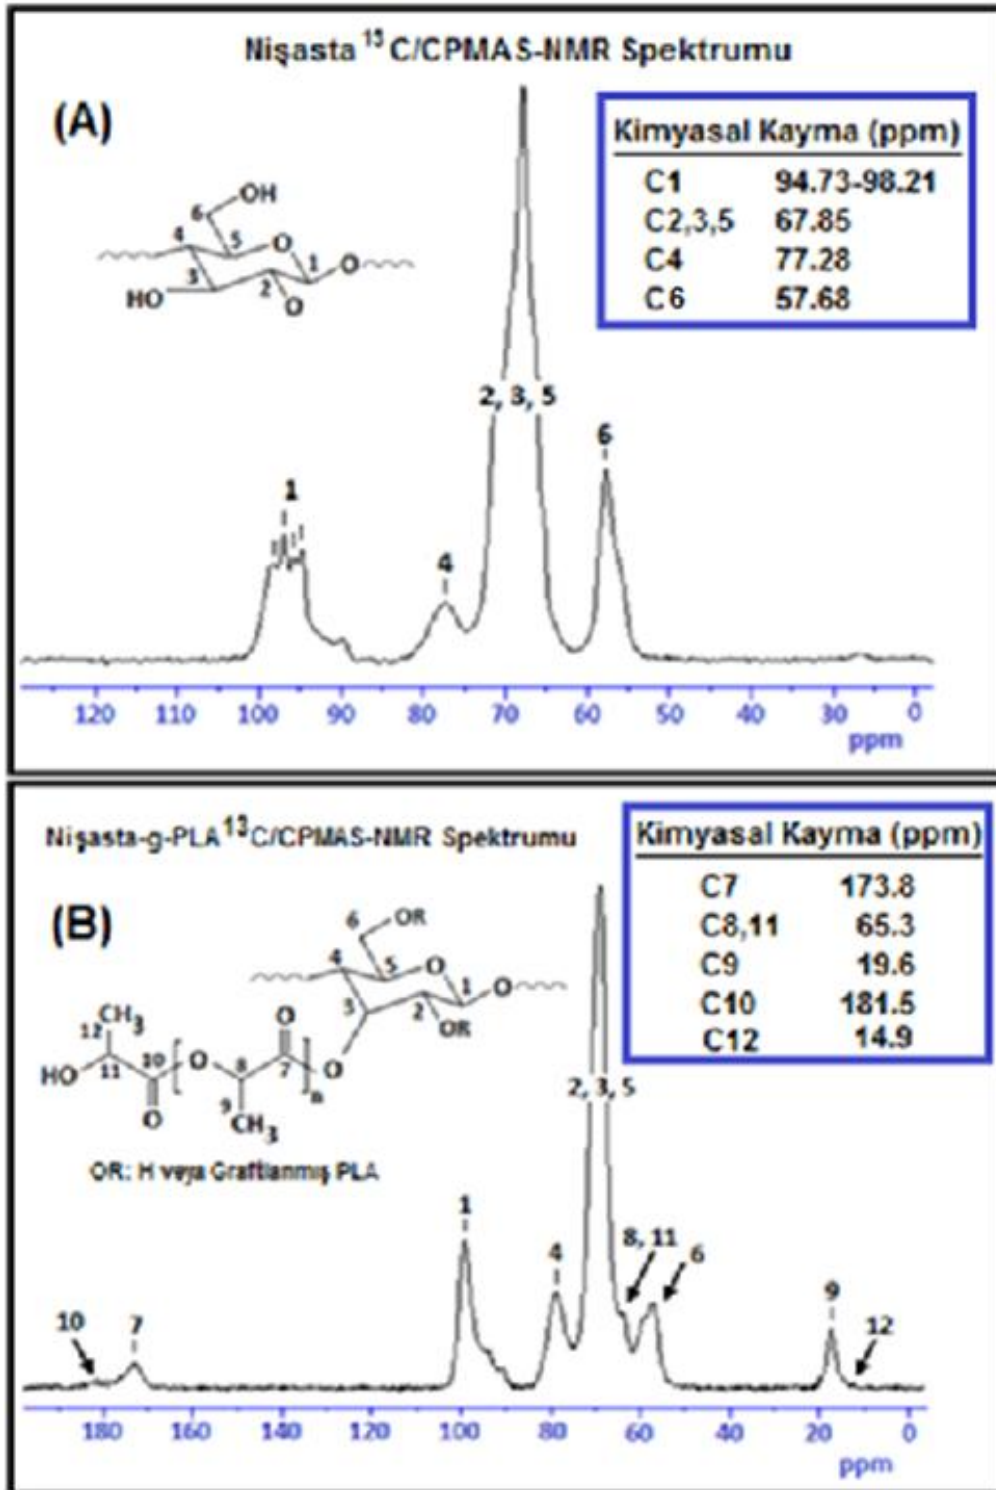 Nişasta ¹³C/CPMAS-NMR Spektrumu
(A)
Kimyasal Kayma (ppm)
C1 94.73-98.21
C2,3,5 67.85
C4 77.28
C6 57.68
6 OH
4 5 O
1 O
HO 3 2 O
2, 3, 5
6
1
4
120 110 100 90 80 70 60 50 40 30 0
ppm
Nişasta-g-PLA ¹³C/CPMAS-NMR Spektrumu
(B)
Kimyasal Kayma (ppm)
C7 173.8
C8,11 65.3
C9 19.6
C10 181.5
C12 14.9
6 OR
4 5 O
1 O
3 2 OR
12 CH₃ O
HO 11 10 O 8 7 O
n
O 9 CH₃
OR: H veya Graftlanmış PLA
2, 3, 5
1
4
8, 11
6
10
7
9
12
180 160 140 120 100 80 60 40 20 0
ppm